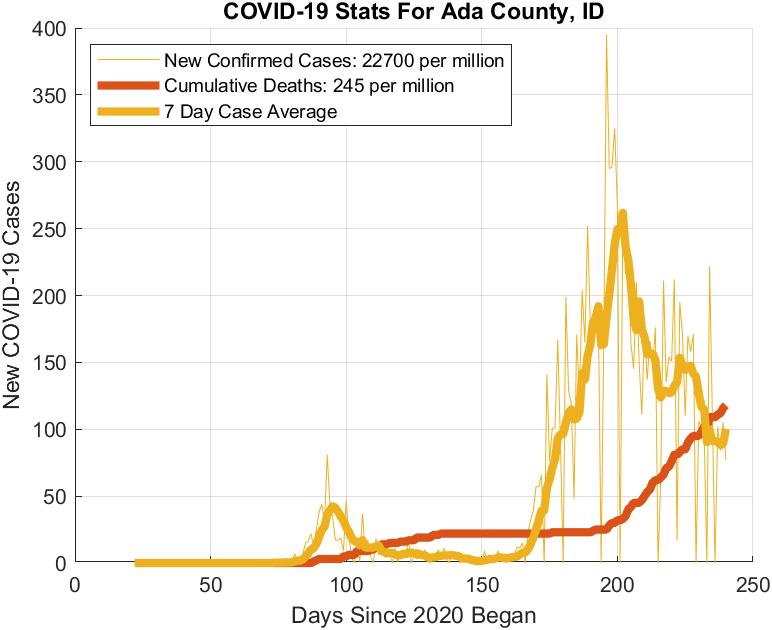 COVID-19 Stats For Ada County, ID
New Confirmed Cases: 22700 per million
Cumulative Deaths: 245 per million
7 Day Case Average
New COVID-19 Cases
400
350
300
250
200
150
100
50
0
0 50 100 150 200 250
Days Since 2020 Began